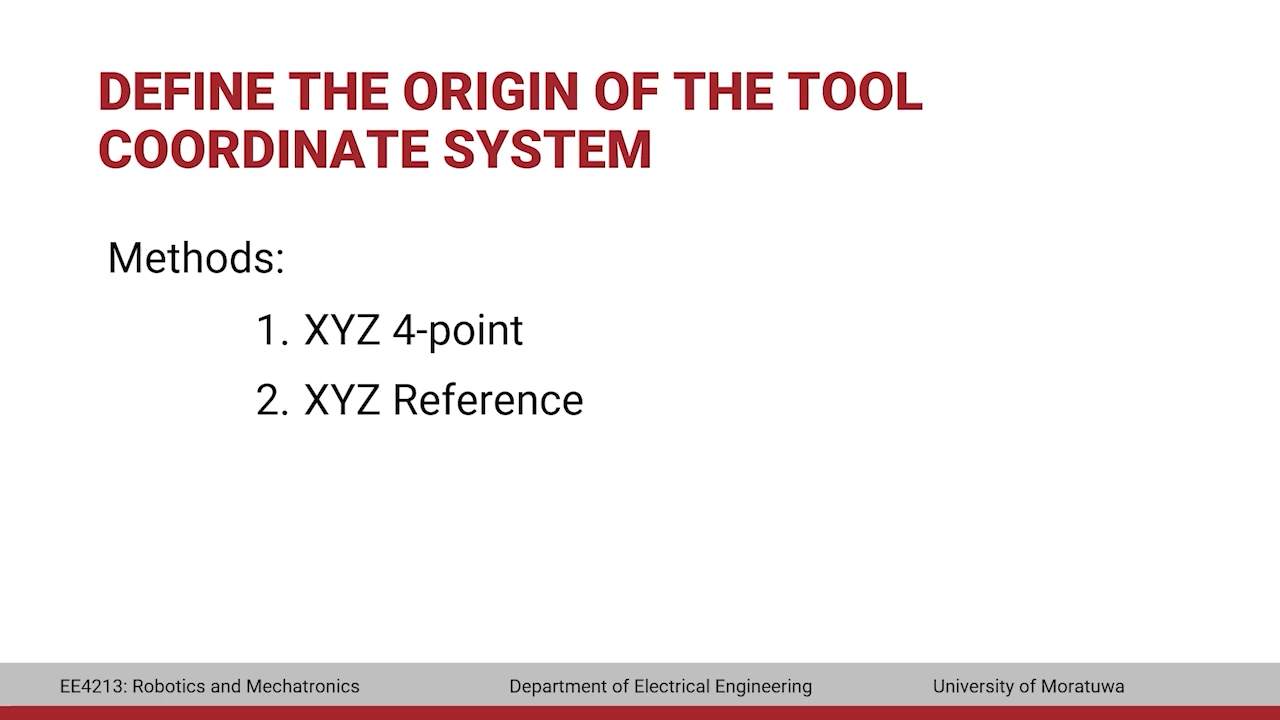 DEFINE THE ORIGIN OF THE TOOL
COORDINATE SYSTEM
Methods:
1. XYZ 4-point
2. XYZ Reference
EE4213: Robotics and Mechatronics
Department of Electrical Engineering
University of Moratuwa